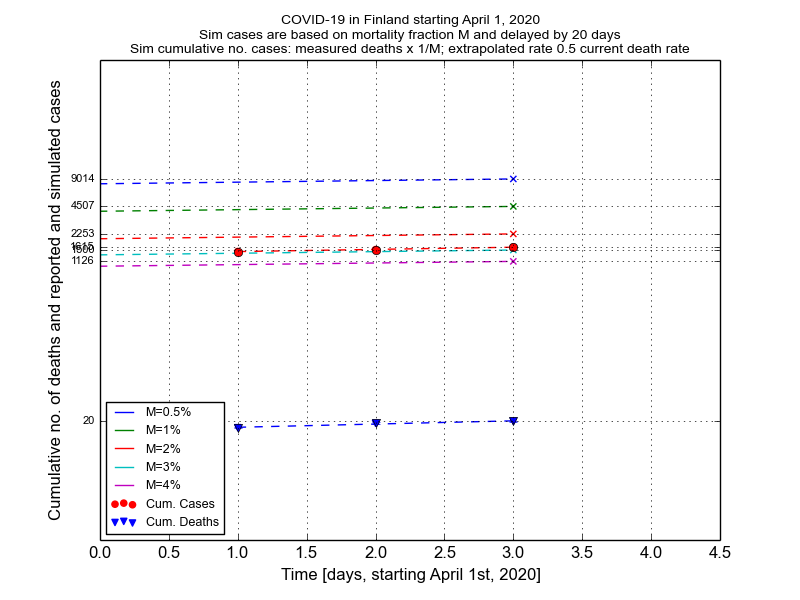 COVID-19 in Finland starting April 1, 2020
Sim cases are based on mortality fraction M and delayed by 20 days
Sim cumulative no. cases: measured deaths x 1/M; extrapolated rate 0.5 current death rate
Cumulative no. of deaths and reported and simulated cases
9014
4507
2253
1615
1500
1126
20
M=0.5%
M=1%
M=2%
M=3%
M=4%
Cum. Cases
Cum. Deaths
0.0 0.5 1.0 1.5 2.0 2.5 3.0 3.5 4.0 4.5
Time [days, starting April 1st, 2020]